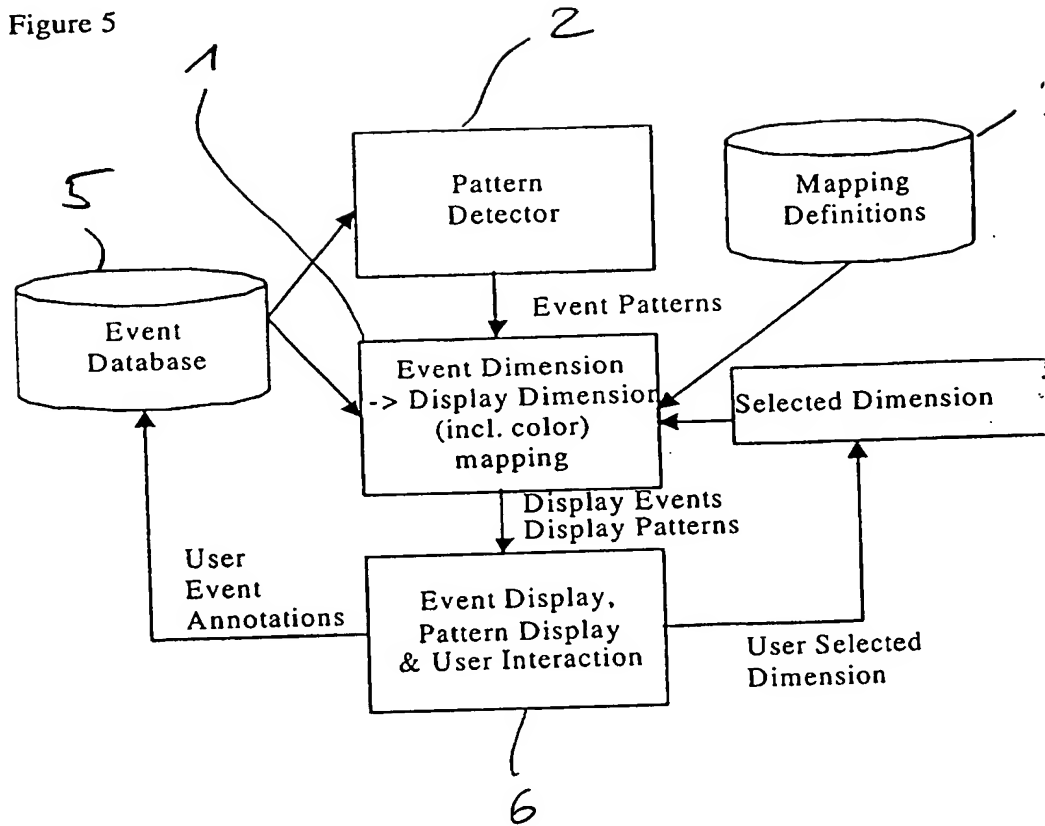 Figure 5
2
1
5
Pattern
Detector
Mapping
Definitions
Event Patterns
Event
Database
Event Dimension
-> Display Dimension
(incl. color)
mapping
Selected Dimension
Display Events
Display Patterns
User
Event
Annotations
Event Display,
Pattern Display
& User Interaction
User Selected
Dimension
6